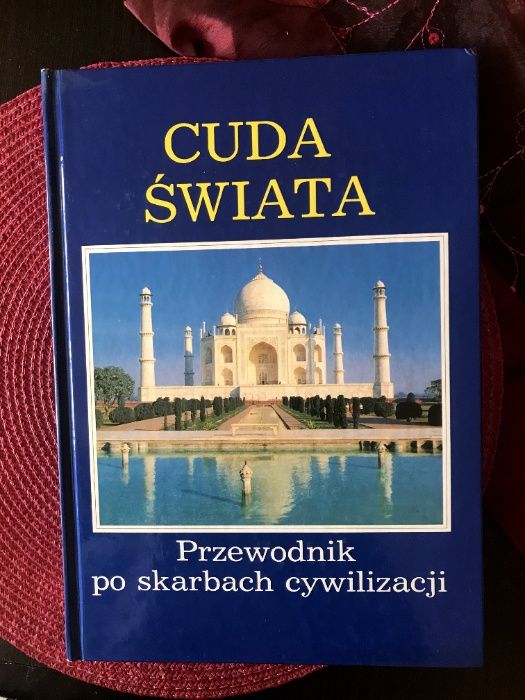 CUDA
ŚWIATA
Przewodnik
po skarbach cywilizacji